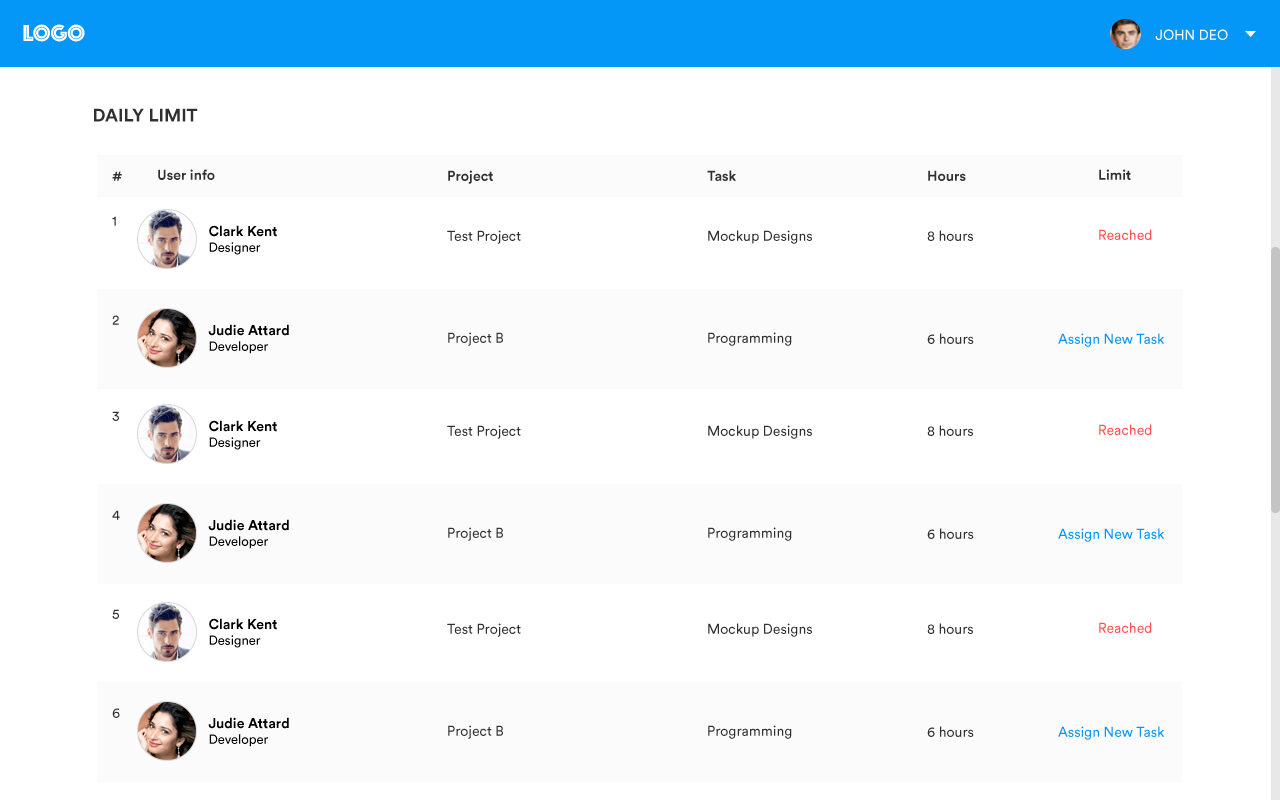 LOGO
JOHN DEO
DAILY LIMIT
# User info Project Task Hours Limit
1 Clark Kent Test Project Mockup Designs 8 hours Reached
Designer
2 Judie Attard Project B Programming 6 hours Assign New Task
Developer
3 Clark Kent Test Project Mockup Designs 8 hours Reached
Designer
4 Judie Attard Project B Programming 6 hours Assign New Task
Developer
5 Clark Kent Test Project Mockup Designs 8 hours Reached
Designer
6 Judie Attard Project B Programming 6 hours Assign New Task
Developer